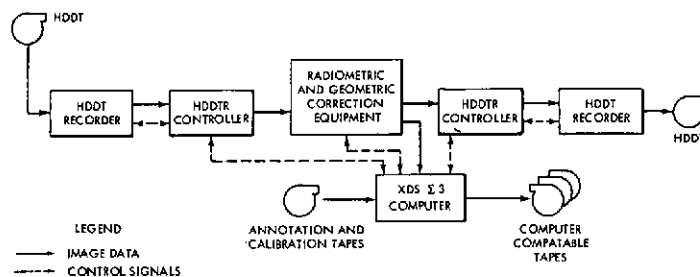 HDDT
HDDT
RECORDER
HDDTR
CONTROLLER
RADIOMETRIC
AND GEOMETRIC
CORRECTION
EQUIPMENT
HDDTR
CONTROLLER
HDDT
RECORDER
HDDT
XDS Σ 3
COMPUTER
ANNOTATION AND
CALIBRATION TAPES
COMPUTER
COMPATABLE
TAPES
LEGEND
IMAGE DATA
CONTROL SIGNALS